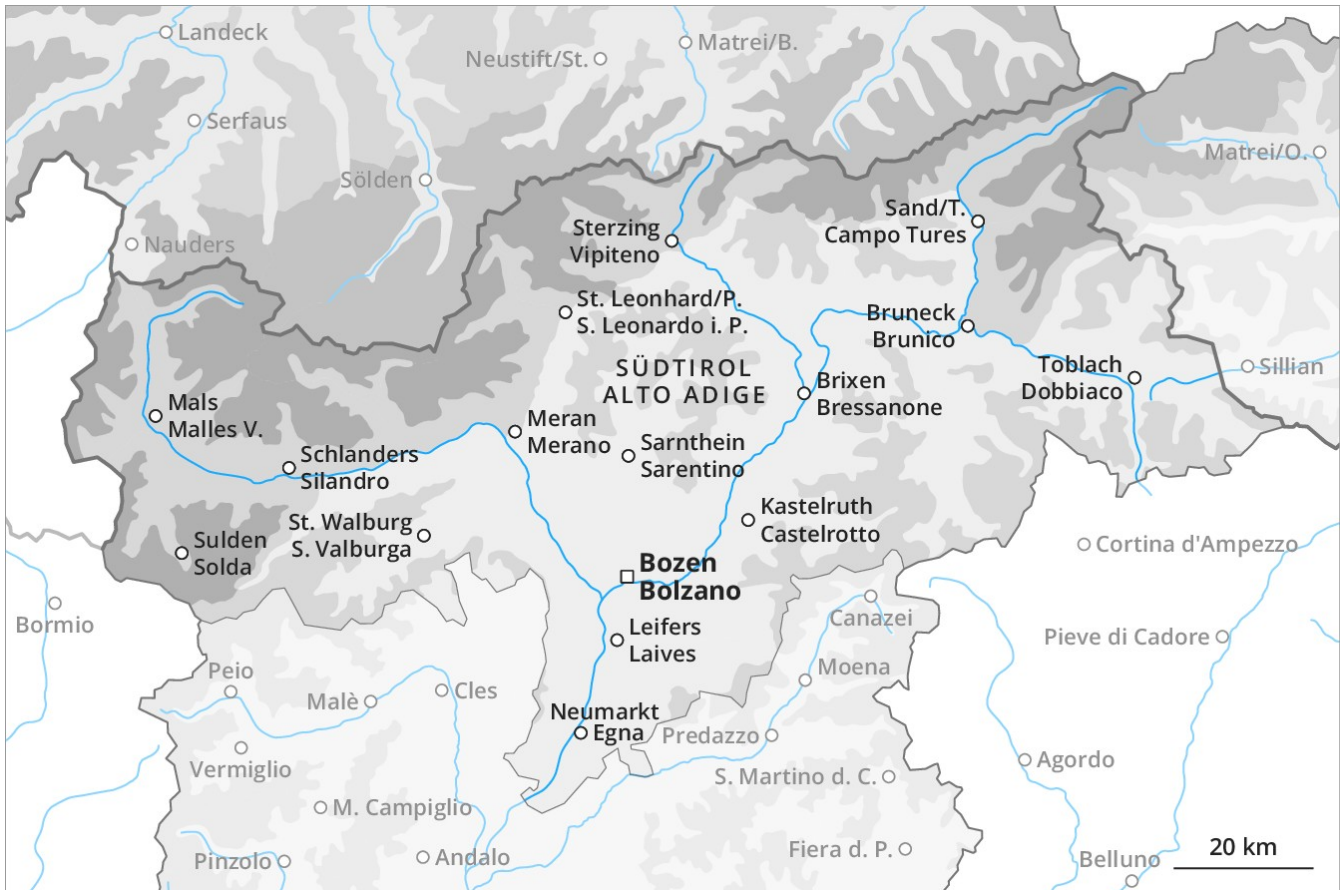 Landeck
Neustift/St.
Matrei/B.
Serfaus
Sölden
Matrei/O.
Nauders
Sterzing
Vipiteno
Sand/T.
Campo Tures
St. Leonhard/P.
S. Leonardo i. P.
Bruneck
Brunico
SÜDTIROL
ALTO ADIGE
Toblach
Dobbiaco
Sillian
Brixen
Bressanone
Mals
Malles V.
Meran
Merano
Sarnthein
Sarentino
Schlanders
Silandro
Kastelruth
Castelrotto
St. Walburg
S. Valburga
Sulden
Solda
Cortina d'Ampezzo
Bozen
Bolzano
Bormio
Canazei
Leifers
Laives
Pieve di Cadore
Peio
Moena
Malè
Cles
Neumarkt
Egna
Predazzo
Vermiglio
S. Martino d. C.
Agordo
M. Campiglio
Pinzolo
Andalo
Fiera d. P.
Belluno
20 km